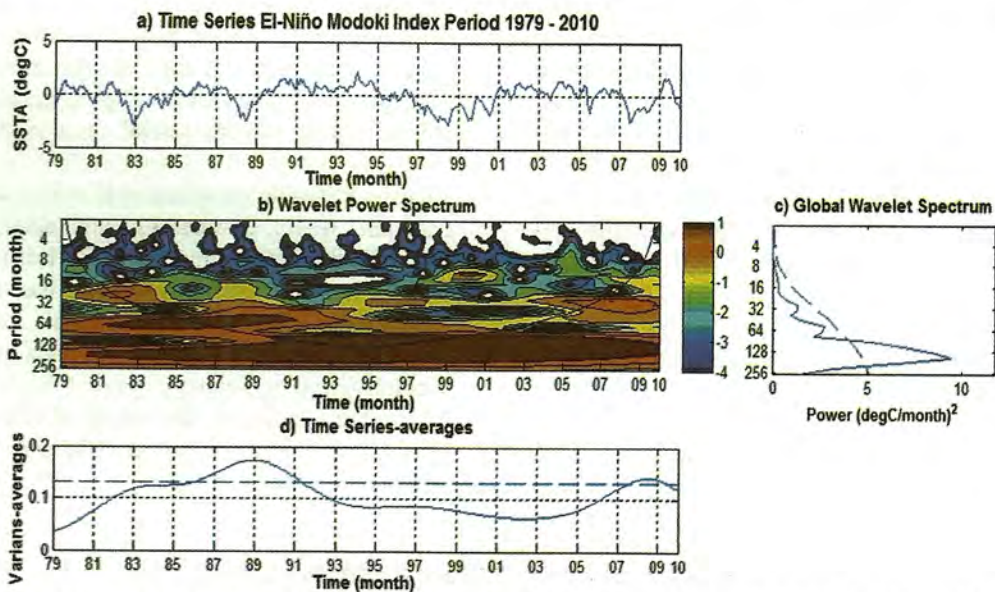 a) Time Series El-Niño Modoki Index Period 1979 - 2010
SSTA (degC)
5
0
-5
79 81 83 85 87 89 91 93 95 97 99 01 03 05 07 09 10
Time (month)
b) Wavelet Power Spectrum
Period (month)
4
8
16
32
64
128
256
79 81 83 85 87 89 91 93 95 97 99 01 03 05 07 09 10
Time (month)
1
0
-1
-2
-3
-4
c) Global Wavelet Spectrum
4
8
16
32
64
128
256
0 5 10
Power (degC/month)2
d) Time Series-averages
Varians-averages
0.2
0.1
0
79 81 83 85 87 89 91 93 95 97 99 01 03 05 07 09 10
Time (month)